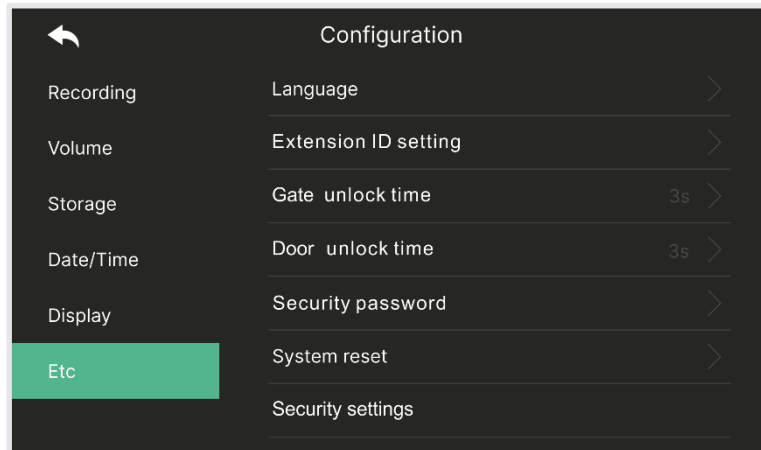 Configuration
Recording
Volume
Storage
Date/Time
Display
Etc
Language
Extension ID setting
Gate unlock time 3s
Door unlock time 3s
Security password
System reset
Security settings